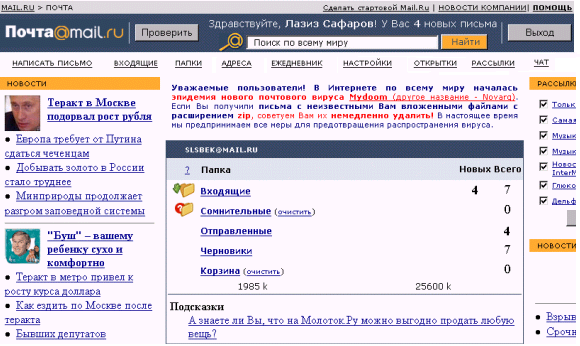 MAIL.RU > ПОЧТА
Сделать стартовой Mail.Ru | НОВОСТИ КОМПАНИИ | ПОМОЩЬ
Почта@mail.ru
Проверить
Здравствуйте, Лазиз Сафаров! У Вас 4 новых письма
Поиск по всему миру
Найти
Выход
НАПИСАТЬ ПИСЬМО ВХОДЯЩИЕ ПАПКИ АДРЕСА ЕЖЕДНЕВНИК НАСТРОЙКИ ОТКРЫТКИ РАССЫЛКИ ЧАТ
НОВОСТИ
Теракт в Москве
подорвал рост рубля
Европа требует от Путина
сдаться чеченцам
Добывать золото в России
стало труднее
Минприроды продолжает
разгром заповедной системы
"Буш" – вашему
ребенку сухо и
комфортно
Теракт в метро привел к
росту курса доллара
Как ездить по Москве после
теракта
Бывших депутатов
Уважаемые пользователи! В Интернете по всему миру началась
эпидемия нового почтового вируса Mydoom (другое название - Novarg).
Если Вы получили письма с неизвестными Вам вложенными файлами с
расширением zip, советуем Вам их немедленно удалить! В настоящее время
мы предпринимаем все меры для предотвращения распространения вируса.
SLSBEK@MAIL.RU
? Папка Новых Всего
Входящие 4 7
Сомнительные (очистить) 0
Отправленные 4
Черновики 7
Корзина (очистить) 0
1985 k 25600 k
Подсказки
А знаете ли Вы, что на Молоток.Ру можно выгодно продать любую
вещь?
РАССЫЛК
Тольк
Самая
Музык
Музык
Новос
InterM
Глюко
Дельф
НОВОСТИ
Взрыв
Срочн